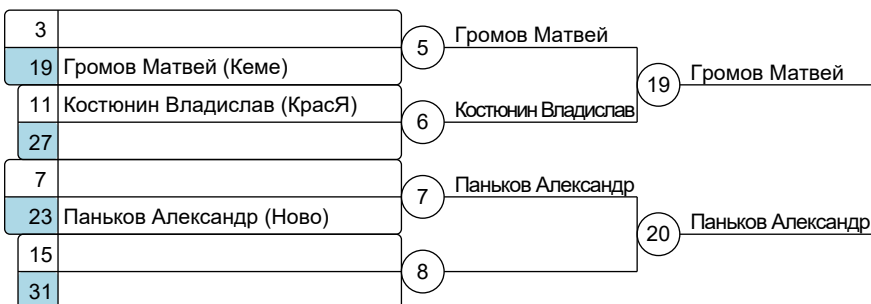 3
19 Громов Матвей (Кеме)
11 Костюнин Владислав (КрасЯ)
27
7
23 Паньков Александр (Ново)
15
31
5 Громов Матвей
6 Костюнин Владислав
7 Паньков Александр
8
19 Громов Матвей
20 Паньков Александр